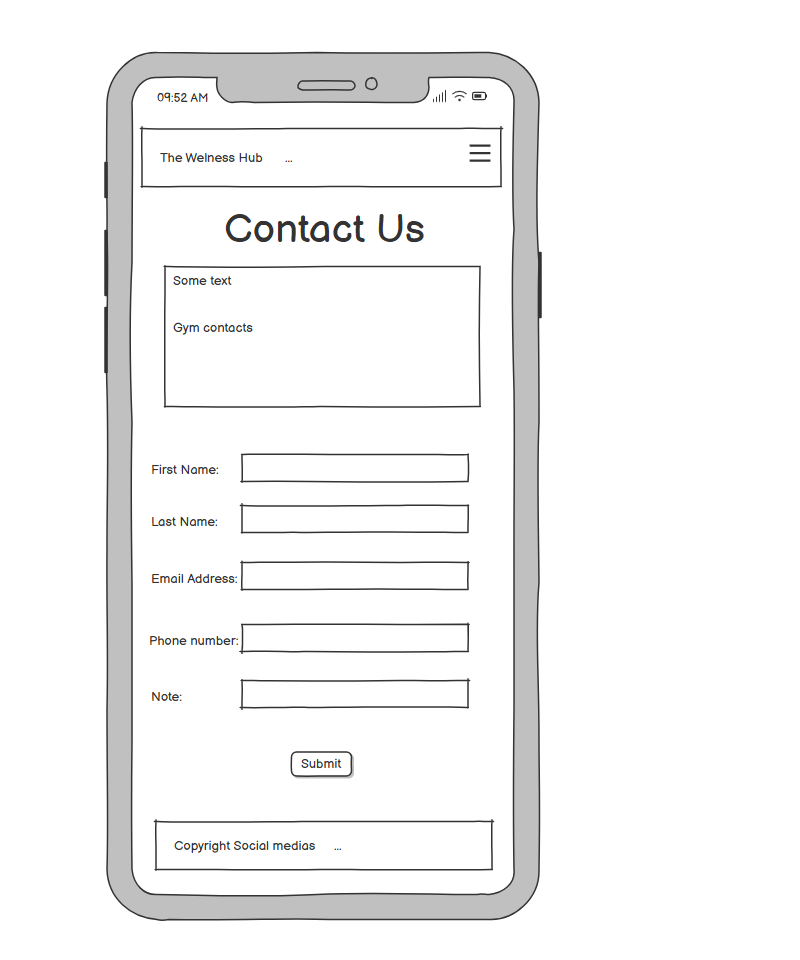 09:52 AM
The Welness Hub ...
Contact Us
Some text
Gym contacts
First Name:
Last Name:
Email Address:
Phone number:
Note:
Submit
Copyright Social medias ...